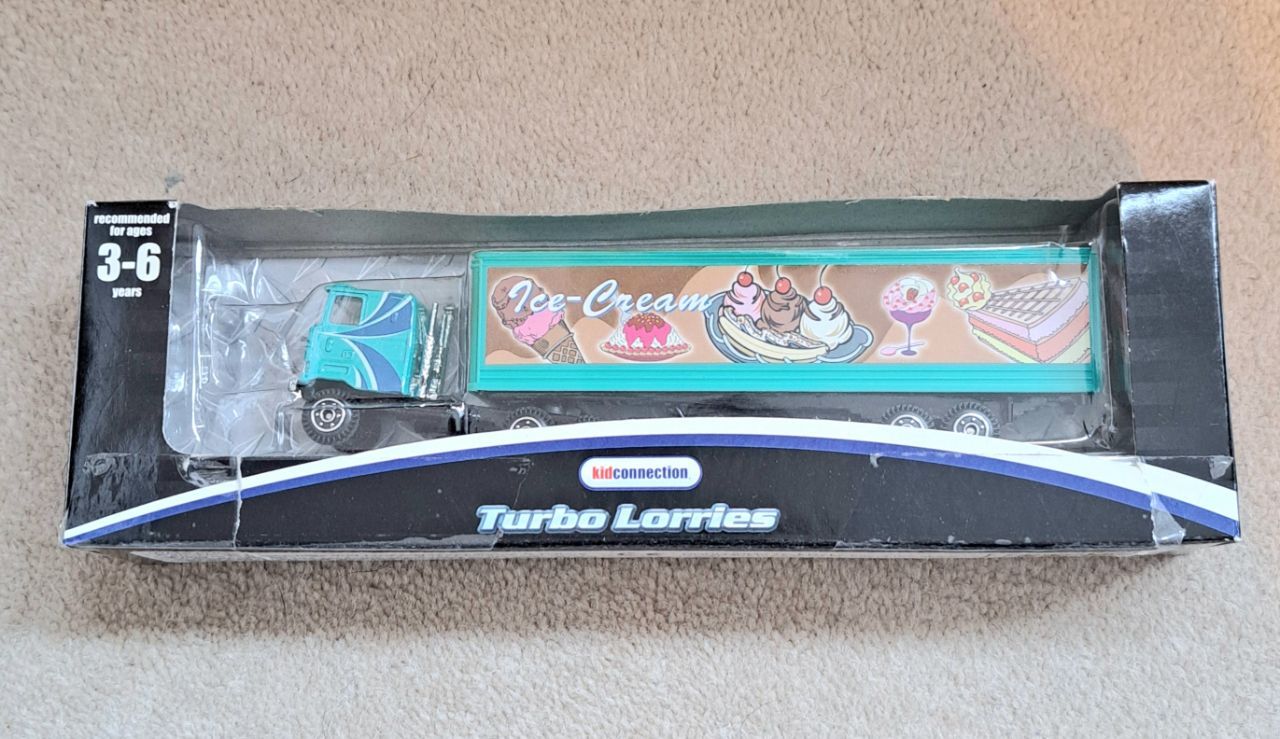 recommended
for ages
3-6
years
Ice-Cream
kidconnection
Turbo Lorries